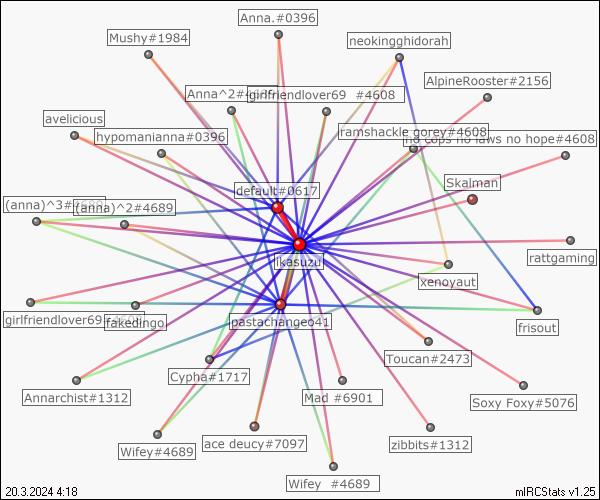 Anna.#0396
Mushy#1984
neokingghidorah
AlpineRooster#2156
Anna^2#4689
girlfriendlover69 #4608
avelicious
hypomanianna#0396
ramshackle gorey#4608
no cops no laws no hope#4608
default#0617
Skalman
(anna)^3#
(anna)^2#4689
ikasuzu
rattgaming
xenoyaut
girlfriendlover69
fakedingo
pastachangeo41
frisout
Toucan#2473
Cypha#1717
Annarchist#1312
Mad #6901
Soxy Foxy#5076
Wifey#4689
ace deucy#7097
zibbits#1312
Wifey #4689
20.3.2024 4:18
mIRCStats v1.25